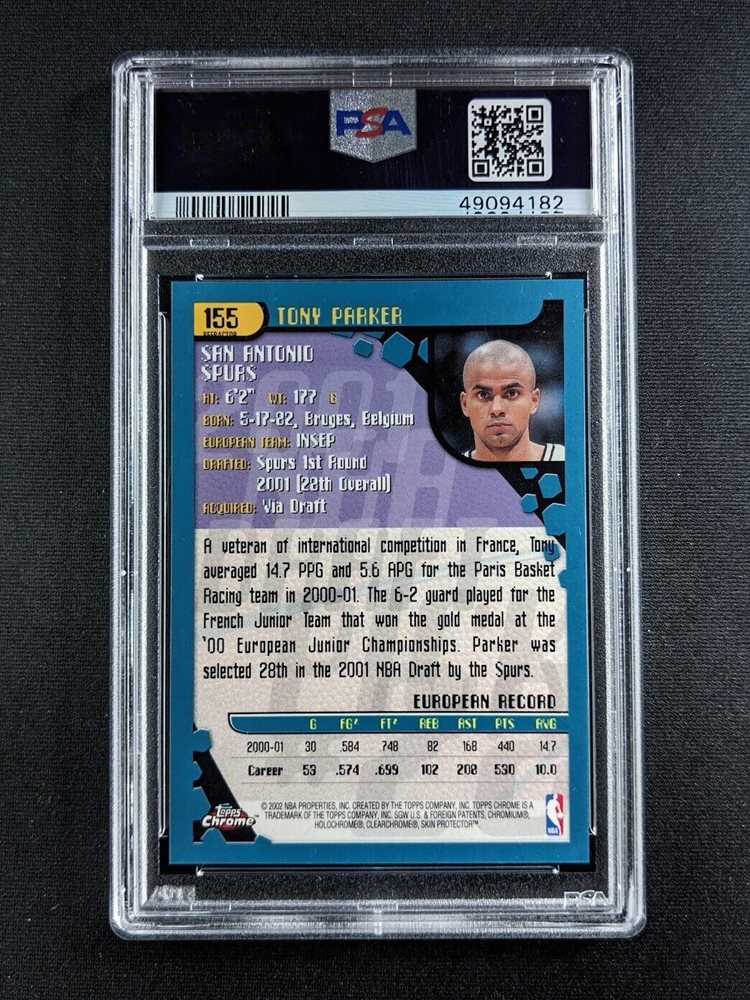 PSA
49094182
155 TONY PARKER
REFRACTOR
SAN ANTONIO
SPURS
HT: 6'2" WT: 177 G
BORN: 5-17-82, Bruges, Belgium
EUROPEAN TEAM: INSEP
DRAFTED: Spurs 1st Round
2001 (28th Overall)
ACQUIRED: Via Draft
A veteran of international competition in France, Tony
averaged 14.7 PPG and 5.6 APG for the Paris Basket
Racing team in 2000-01. The 6-2 guard played for the
French Junior Team that won the gold medal at the
'00 European Junior Championships. Parker was
selected 28th in the 2001 NBA Draft by the Spurs.
EUROPEAN RECORD
G FG% FT% REB AST PTS AVG
2000-01 30 .584 .748 82 168 440 14.7
Career 53 .574 .699 102 208 530 10.0
© 2002 NBA PROPERTIES, INC. CREATED BY THE TOPPS COMPANY, INC. TOPPS CHROME IS A
TRADEMARK OF THE TOPPS COMPANY, INC. SGW U.S. & FOREIGN PATENTS, CHROMIUM®,
HOLOCHROME®, CLEARCHROME®, SKIN PROTECTOR™
Topps
Chrome™
NBA
PSA